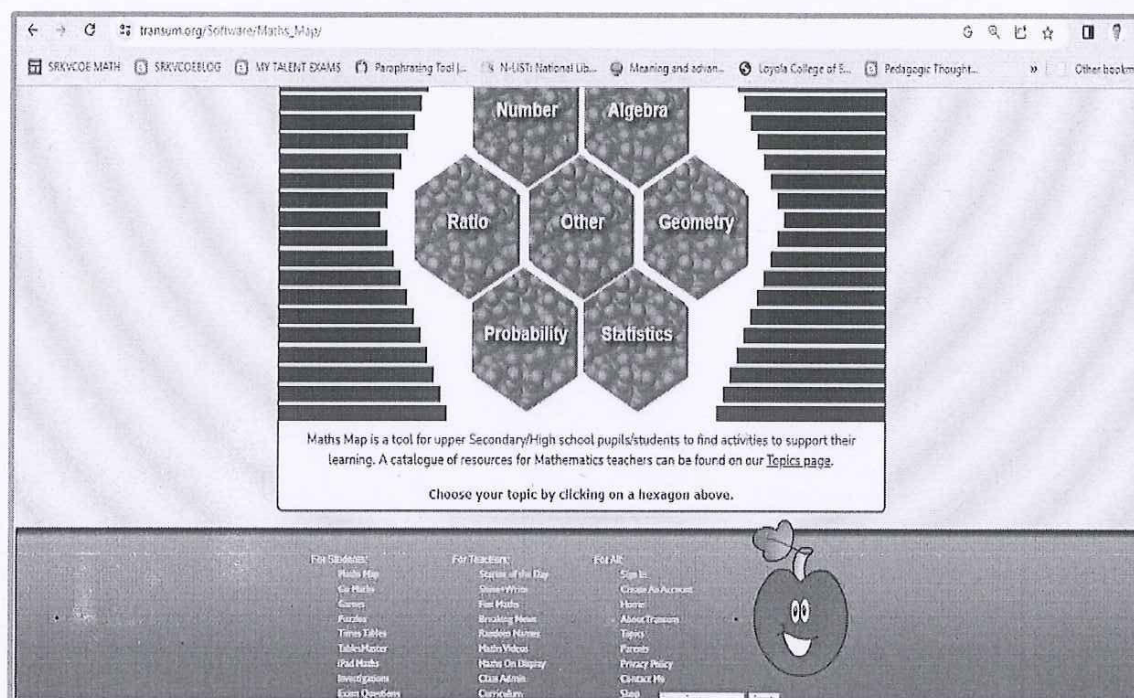 transum.org/Software/Maths_Map/
SRKVCOE MATH SRKVCOEBLOG MY TALENT EXAMS Paraphrasing Tool |... N-LIST: National Lib... Meaning and advan... Loyola College of E... Pedagogic Thought... » Other bookm
Number Algebra
Ratio Other Geometry
Probability Statistics
Maths Map is a tool for upper Secondary/High school pupils/students to find activities to support their
learning. A catalogue of resources for Mathematics teachers can be found on our Topics page.
Choose your topic by clicking on a hexagon above.
For Students:
Maths Map
Go Maths
Games
Puzzles
Times Tables
TablesMaster
iPad Maths
Investigations
Exam Questions
For Teachers:
Starter of the Day
Shine+Write
Fun Maths
Breaking News
Random Names
Maths Videos
Maths On Display
Class Admin
Curriculum
For All:
Sign In
Create An Account
Home
About Transum
Topics
Parents
Privacy Policy
Contact Me
Shop